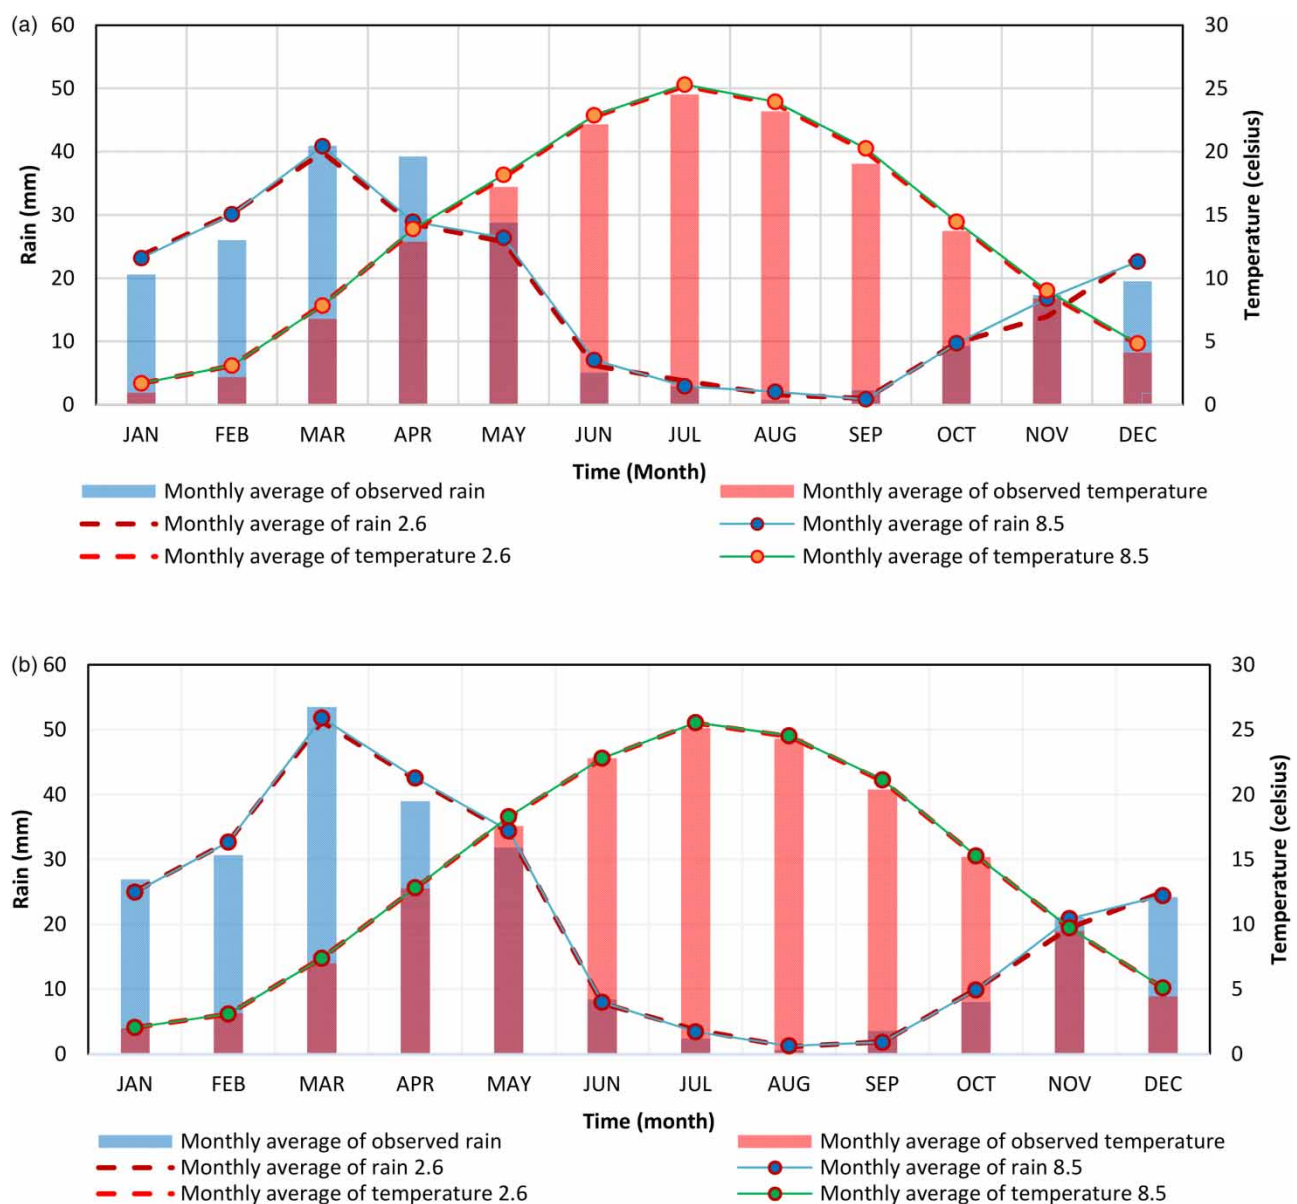 (a)
60 50 40 30 20 10 0
Rain (mm)
30 25 20 15 10 5 0
Temperature (celsius)
JAN FEB MAR APR MAY JUN JUL AUG SEP OCT NOV DEC
Time (Month)
Monthly average of observed rain Monthly average of observed temperature
Monthly average of rain 2.6 Monthly average of rain 8.5
Monthly average of temperature 2.6 Monthly average of temperature 8.5
(b)
60 50 40 30 20 10 0
Rain (mm)
30 25 20 15 10 5 0
Temperature (celsius)
JAN FEB MAR APR MAY JUN JUL AUG SEP OCT NOV DEC
Time (month)
Monthly average of observed rain Monthly average of observed temperature
Monthly average of rain 2.6 Monthly average of rain 8.5
Monthly average of temperature 2.6 Monthly average of temperature 8.5